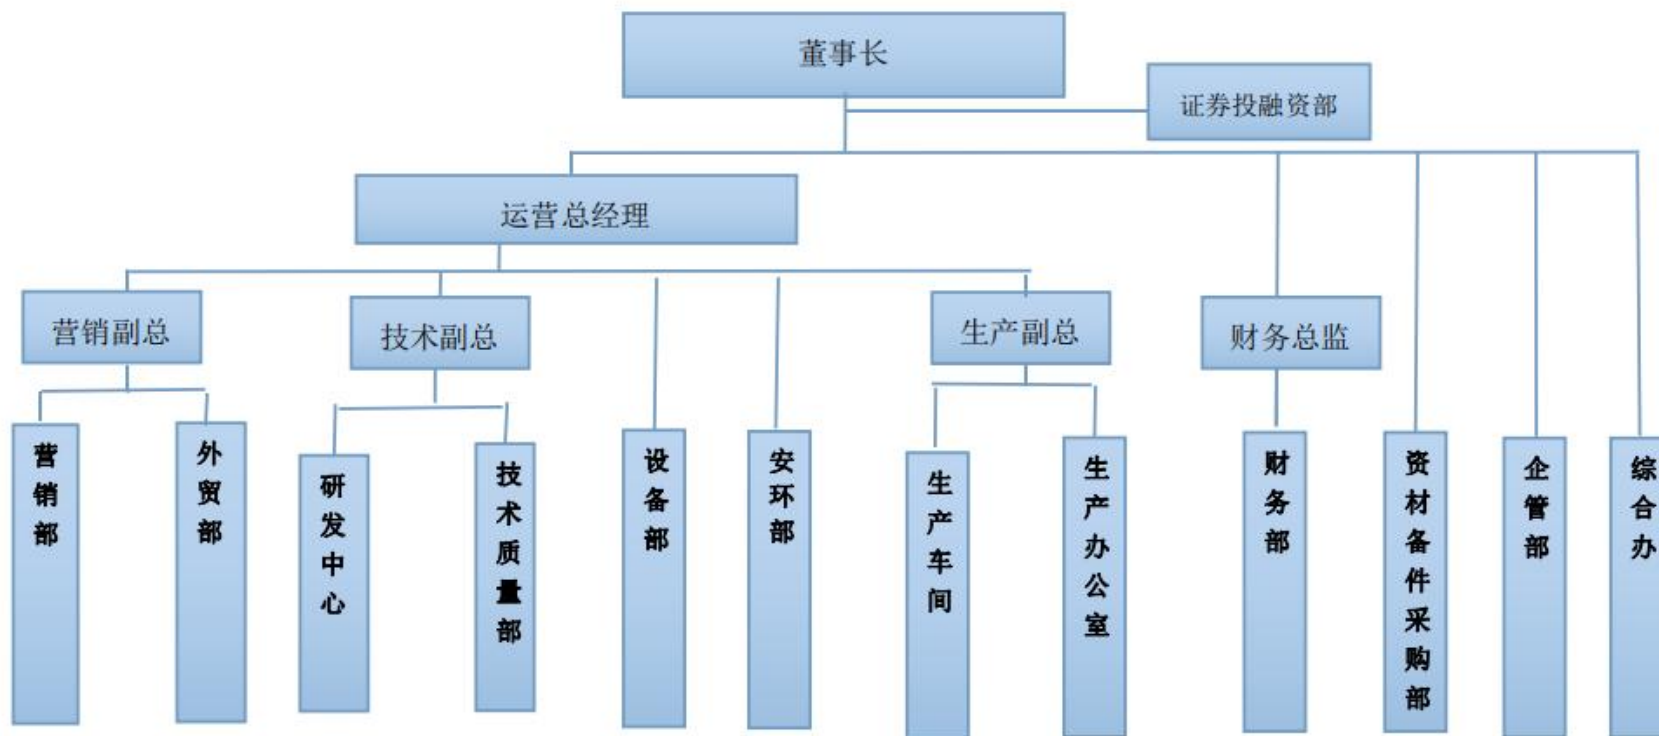 董事长
证券投融资部
运营总经理
营销副总
技术副总
生产副总
财务总监
营销部
外贸部
研发中心
技术质量部
设备部
安环部
生产车间
生产办公室
财务部
资材备件采购部
企管部
综合办